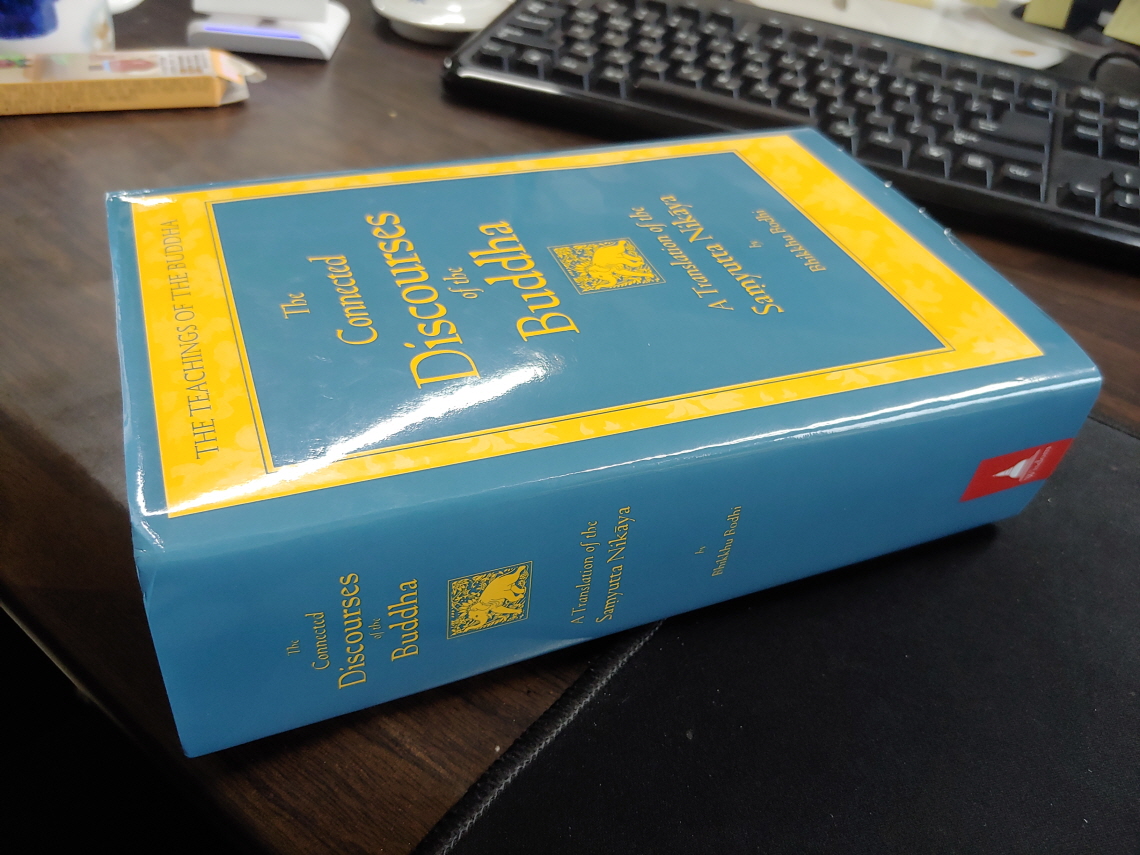 THE TEACHINGS OF THE BUDDHA
The
Connected
Discourses
of the
Buddha
A Translation of the
Saṃyutta Nikāya
by
Bhikkhu Bodhi
The
Connected
Discourses
of the
Buddha
A Translation of the
Saṃyutta Nikāya
by
Bhikkhu Bodhi